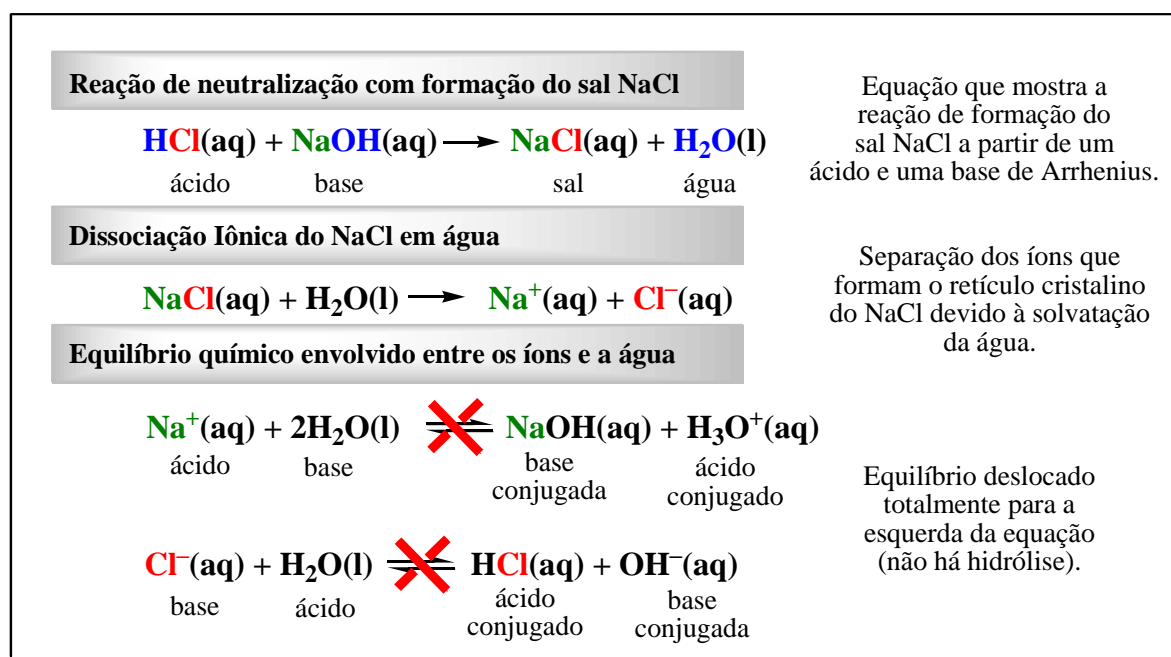 Reação de neutralização com formação do sal NaCl
HCl(aq) + NaOH(aq) ⟶ NaCl(aq) + H₂O(l)
ácido base sal água
Equação que mostra a
reação de formação do
sal NaCl a partir de um
ácido e uma base de Arrhenius.
Dissociação Iônica do NaCl em água
NaCl(aq) + H₂O(l) ⟶ Na⁺(aq) + Cl⁻(aq)
Separação dos íons que
formam o retículo cristalino
do NaCl devido à solvatação
da água.
Equilíbrio químico envolvido entre os íons e a água
Na⁺(aq) + 2H₂O(l) ⇌ NaOH(aq) + H₃O⁺(aq)
ácido base base ácido
conjugada conjugado
Cl⁻(aq) + H₂O(l) ⇌ HCl(aq) + OH⁻(aq)
base ácido ácido base
conjugado conjugada
Equilíbrio deslocado
totalmente para a
esquerda da equação
(não há hidrólise).